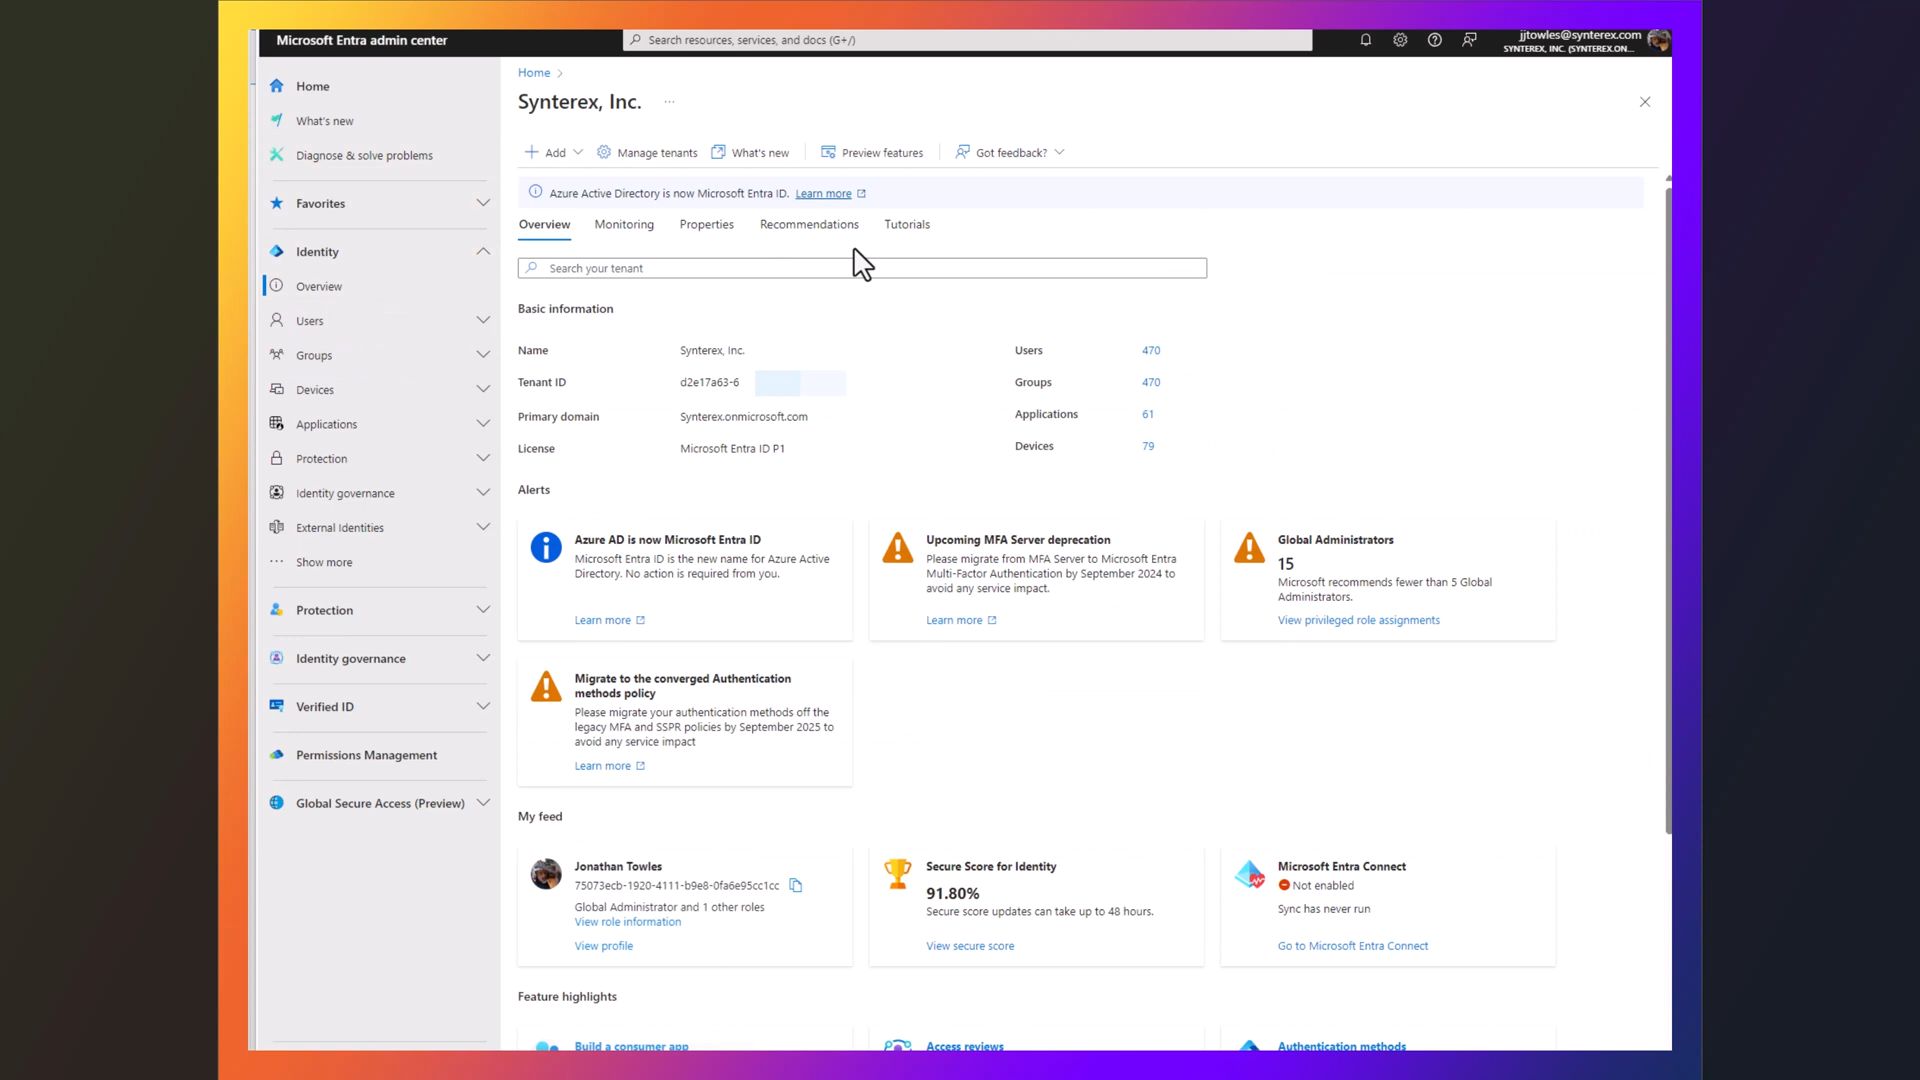 Microsoft Entra admin center
Search resources, services, and docs (G+/)
jjtowles@synterex.com
SYNTEREX, INC. (SYNTEREX.ON...
Home
What's new
Diagnose & solve problems
Favorites
Identity
Overview
Users
Groups
Devices
Applications
Protection
Identity governance
External Identities
Show more
Protection
Identity governance
Verified ID
Permissions Management
Global Secure Access (Preview)
Home
Synterex, Inc.
Add
Manage tenants
What's new
Preview features
Got feedback?
Azure Active Directory is now Microsoft Entra ID. Learn more
Overview
Monitoring
Properties
Recommendations
Tutorials
Search your tenant
Basic information
Name
Synterex, Inc.
Users
470
Tenant ID
d2e17a63-6
Groups
470
Primary domain
Synterex.onmicrosoft.com
Applications
61
License
Microsoft Entra ID P1
Devices
79
Alerts
Azure AD is now Microsoft Entra ID
Microsoft Entra ID is the new name for Azure Active
Directory. No action is required from you.
Learn more
Upcoming MFA Server deprecation
Please migrate from MFA Server to Microsoft Entra
Multi-Factor Authentication by September 2024 to
avoid any service impact.
Learn more
Global Administrators
15
Microsoft recommends fewer than 5 Global
Administrators.
View privileged role assignments
Migrate to the converged Authentication
methods policy
Please migrate your authentication methods off the
legacy MFA and SSPR policies by September 2025 to
avoid any service impact
Learn more
My feed
Jonathan Towles
75073ecb-1920-4111-b9e8-0fa6e95cc1cc
Global Administrator and 1 other roles
View role information
View profile
Secure Score for Identity
91.80%
Secure score updates can take up to 48 hours.
View secure score
Microsoft Entra Connect
Not enabled
Sync has never run
Go to Microsoft Entra Connect
Feature highlights
Build a consumer app
Access reviews
Authentication methods